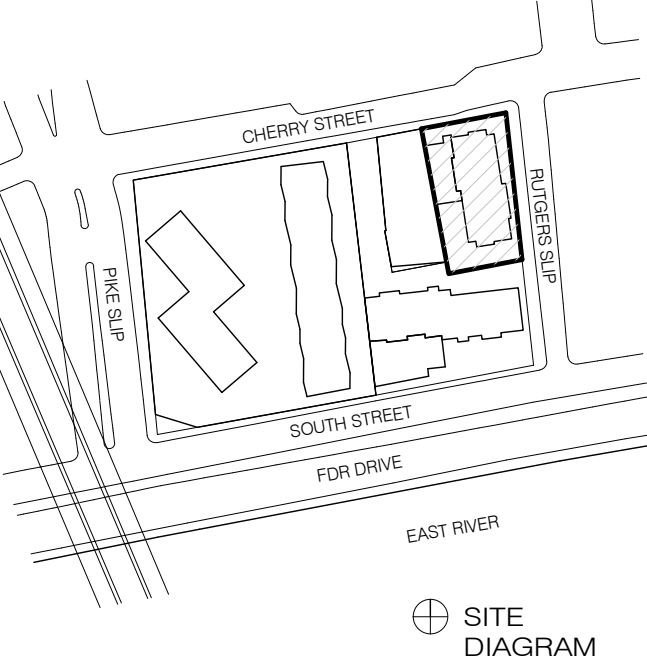 CHERRY STREET
RUTGERS SLIP
PIKE SLIP
SOUTH STREET
FDR DRIVE
EAST RIVER
SITE
DIAGRAM